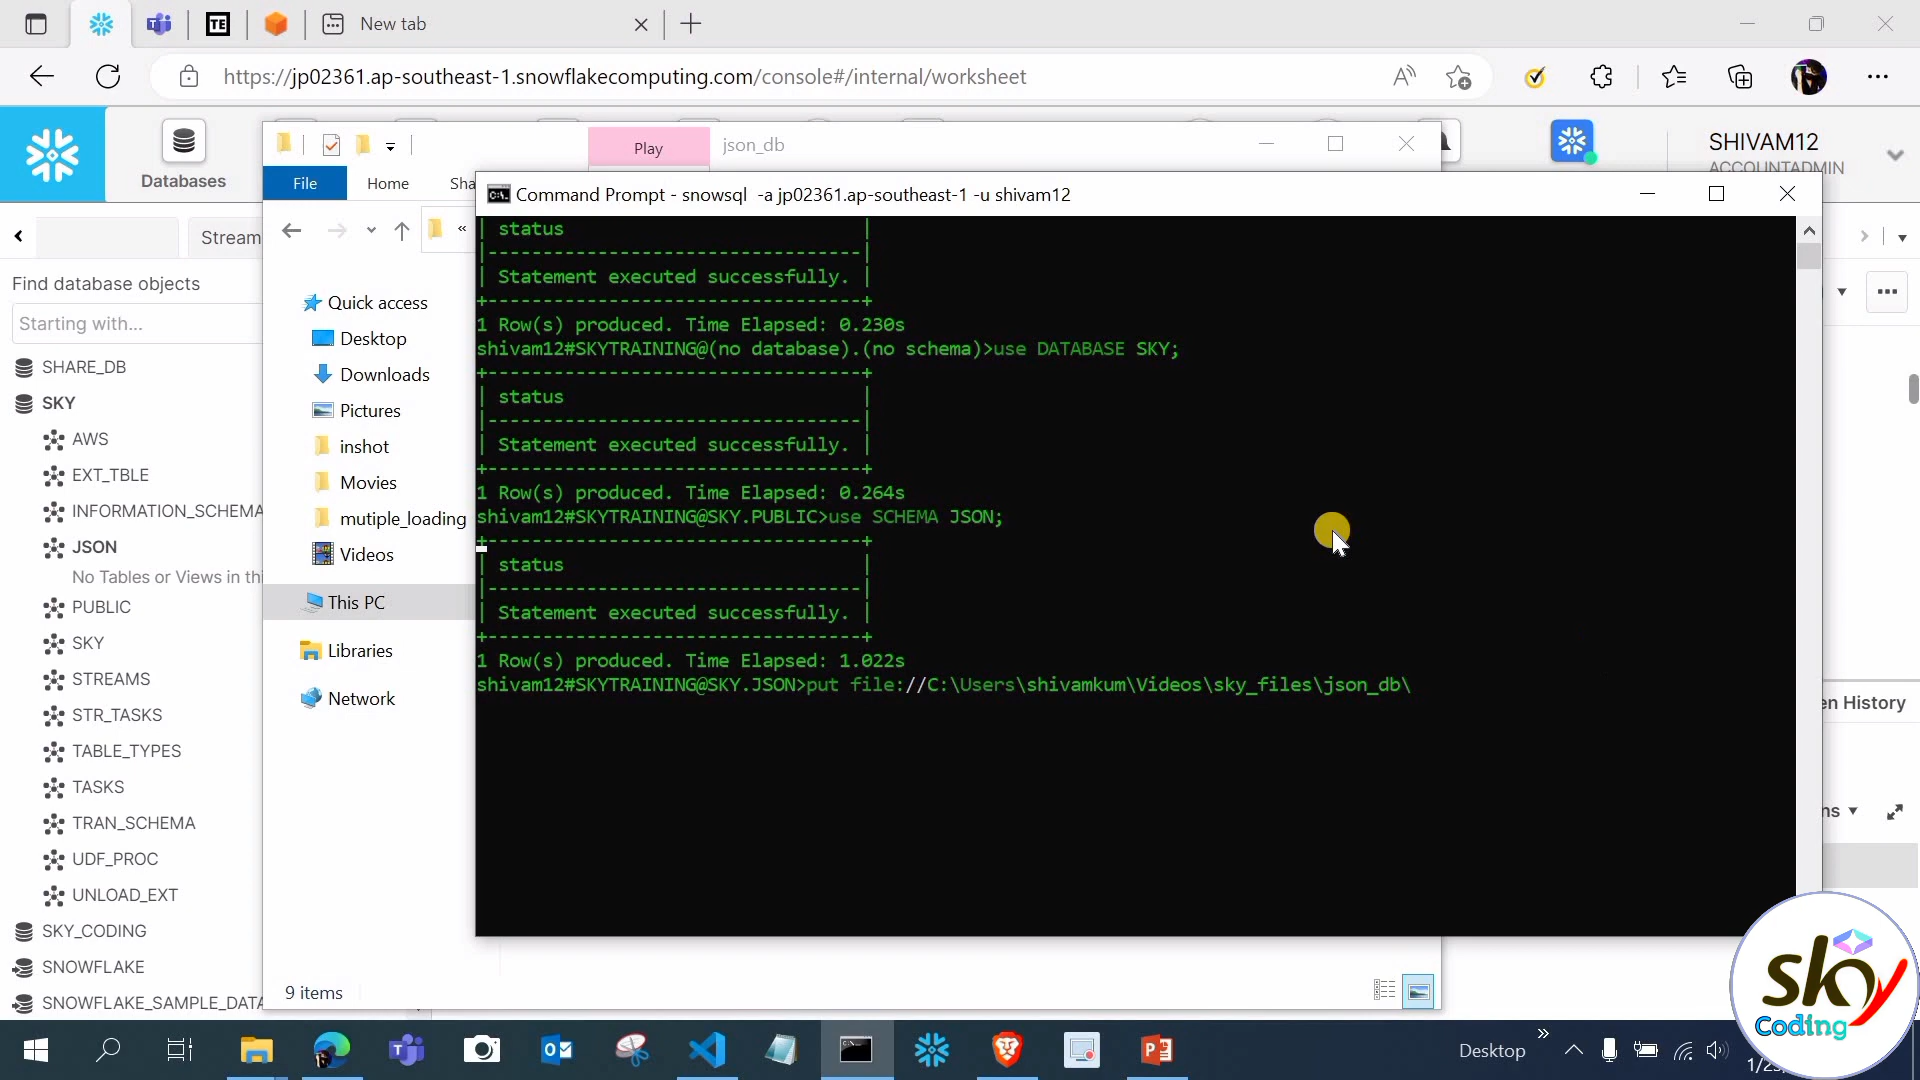 New tab
https://jp02361.ap-southeast-1.snowflakecomputing.com/console#/internal/worksheet
Databases
SHIVAM12
ACCOUNTADMIN
Play
json_db
File
Home
Sha
Command Prompt - snowsql -a jp02361.ap-southeast-1 -u shivam12
Stream
Find database objects
Starting with...
SHARE_DB
SKY
AWS
EXT_TBLE
INFORMATION_SCHEMA
JSON
No Tables or Views in thi
PUBLIC
SKY
STREAMS
STR_TASKS
TABLE_TYPES
TASKS
TRAN_SCHEMA
UDF_PROC
UNLOAD_EXT
SKY_CODING
SNOWFLAKE
SNOWFLAKE_SAMPLE_DATA
Quick access
Desktop
Downloads
Pictures
inshot
Movies
mutiple_loading
Videos
This PC
Libraries
Network
9 items
| status |
|----------------------------------|
| Statement executed successfully. |
+----------------------------------+
1 Row(s) produced. Time Elapsed: 0.230s
shivam12#SKYTRAINING@(no database).(no schema)>use DATABASE SKY;
+----------------------------------+
| status |
|----------------------------------|
| Statement executed successfully. |
+----------------------------------+
1 Row(s) produced. Time Elapsed: 0.264s
shivam12#SKYTRAINING@SKY.PUBLIC>use SCHEMA JSON;
+----------------------------------+
| status |
|----------------------------------|
| Statement executed successfully. |
+----------------------------------+
1 Row(s) produced. Time Elapsed: 1.022s
shivam12#SKYTRAINING@SKY.JSON>put file://C:\Users\shivamkum\Videos\sky_files\json_db\
en History
ns
sky
Coding
Desktop